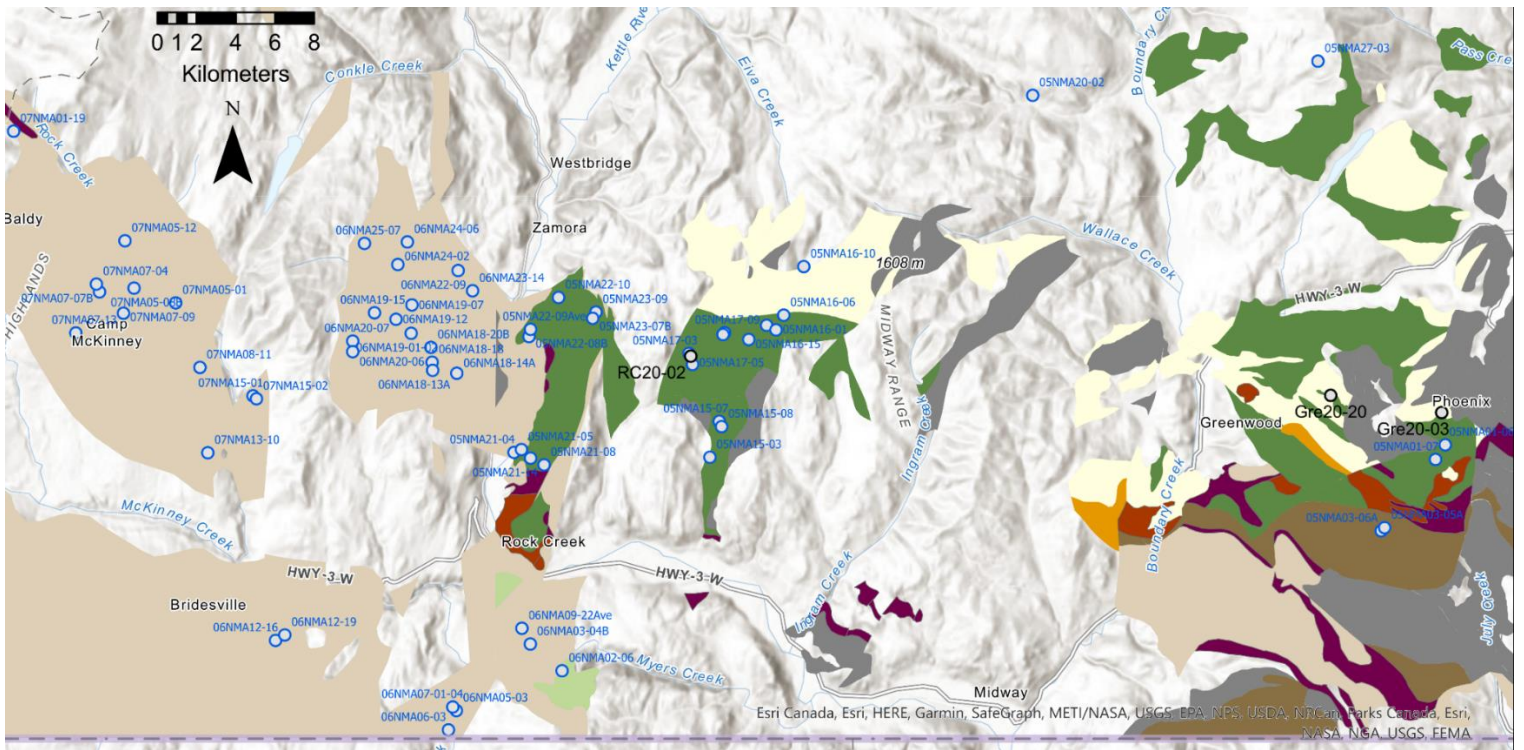 0 1 2 4 6 8
Kilometers
N
Conkle Creek
Kettle River
Eiva Creek
Boundary Creek
05NMA27-03
Pass Creek
05NMA20-02
07NMA01-19
Rock Creek
Westbridge
Baldy
Zamora
Wallace Creek
07NMA05-12
06NMA25-07
06NMA24-06
06NMA24-02
05NMA16-10
1608 m
07NMA07-04
06NMA22-09
06NMA23-14
07NMA07-07B
07NMA05-01
05NMA22-10
HWY-3 W
HIGHLANDS
06NMA19-15
06NMA19-07
05NMA23-09
05NMA16-06
07NMA07-09
06NMA19-12
05NMA22-09Ave
05NMA23-07B
05NMA17-09
05NMA16-01
Camp
McKinney
06NMA20-07
06NMA18-20B
05NMA22-08B
05NMA17-03
05NMA16-15
MIDWAY RANGE
06NMA18-18
06NMA20-06
06NMA18-14A
05NMA17-05
07NMA08-11
06NMA18-13A
RC20-02
07NMA15-01
07NMA15-02
Gre20-20
Phoenix
05NMA15-07
05NMA15-08
Greenwood
Gre20-03
07NMA13-10
05NMA21-04
05NMA21-05
05NMA21-08
05NMA15-03
05NMA01-07
Ingram Creek
McKinney Creek
Boundary Creek
05NMA03-06A
Rock Creek
HWY-3 W
HWY-3 W
Ingram Creek
July Creek
Bridesville
06NMA12-16
06NMA12-19
06NMA09-22Ave
06NMA03-04B
06NMA02-06
Myers Creek
Midway
06NMA07-01-04
06NMA05-03
06NMA06-03
Esri Canada, Esri, HERE, Garmin, SafeGraph, METI/NASA, USGS, EPA, NPS, USDA, NRCan, Parks Canada, Esri,
NASA, NGA, USGS, FEMA